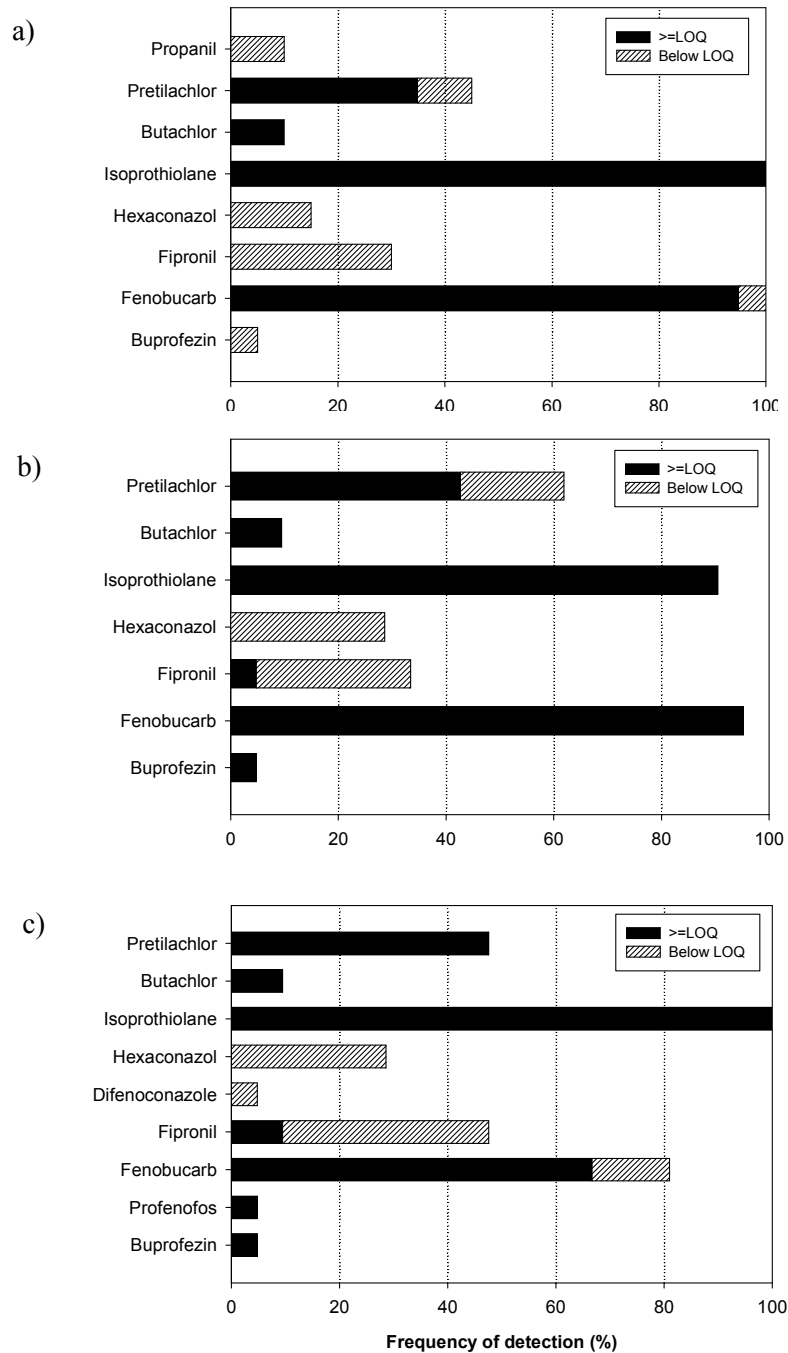 a)
>=LOQ
Below LOQ
Propanil
Pretilachlor
Butachlor
Isoprothiolane
Hexaconazol
Fipronil
Fenobucarb
Buprofezin
0 20 40 60 80 100
b)
>=LOQ
Below LOQ
Pretilachlor
Butachlor
Isoprothiolane
Hexaconazol
Fipronil
Fenobucarb
Buprofezin
0 20 40 60 80 100
c)
>=LOQ
Below LOQ
Pretilachlor
Butachlor
Isoprothiolane
Hexaconazol
Difenoconazole
Fipronil
Fenobucarb
Profenofos
Buprofezin
0 20 40 60 80 100
Frequency of detection (%)